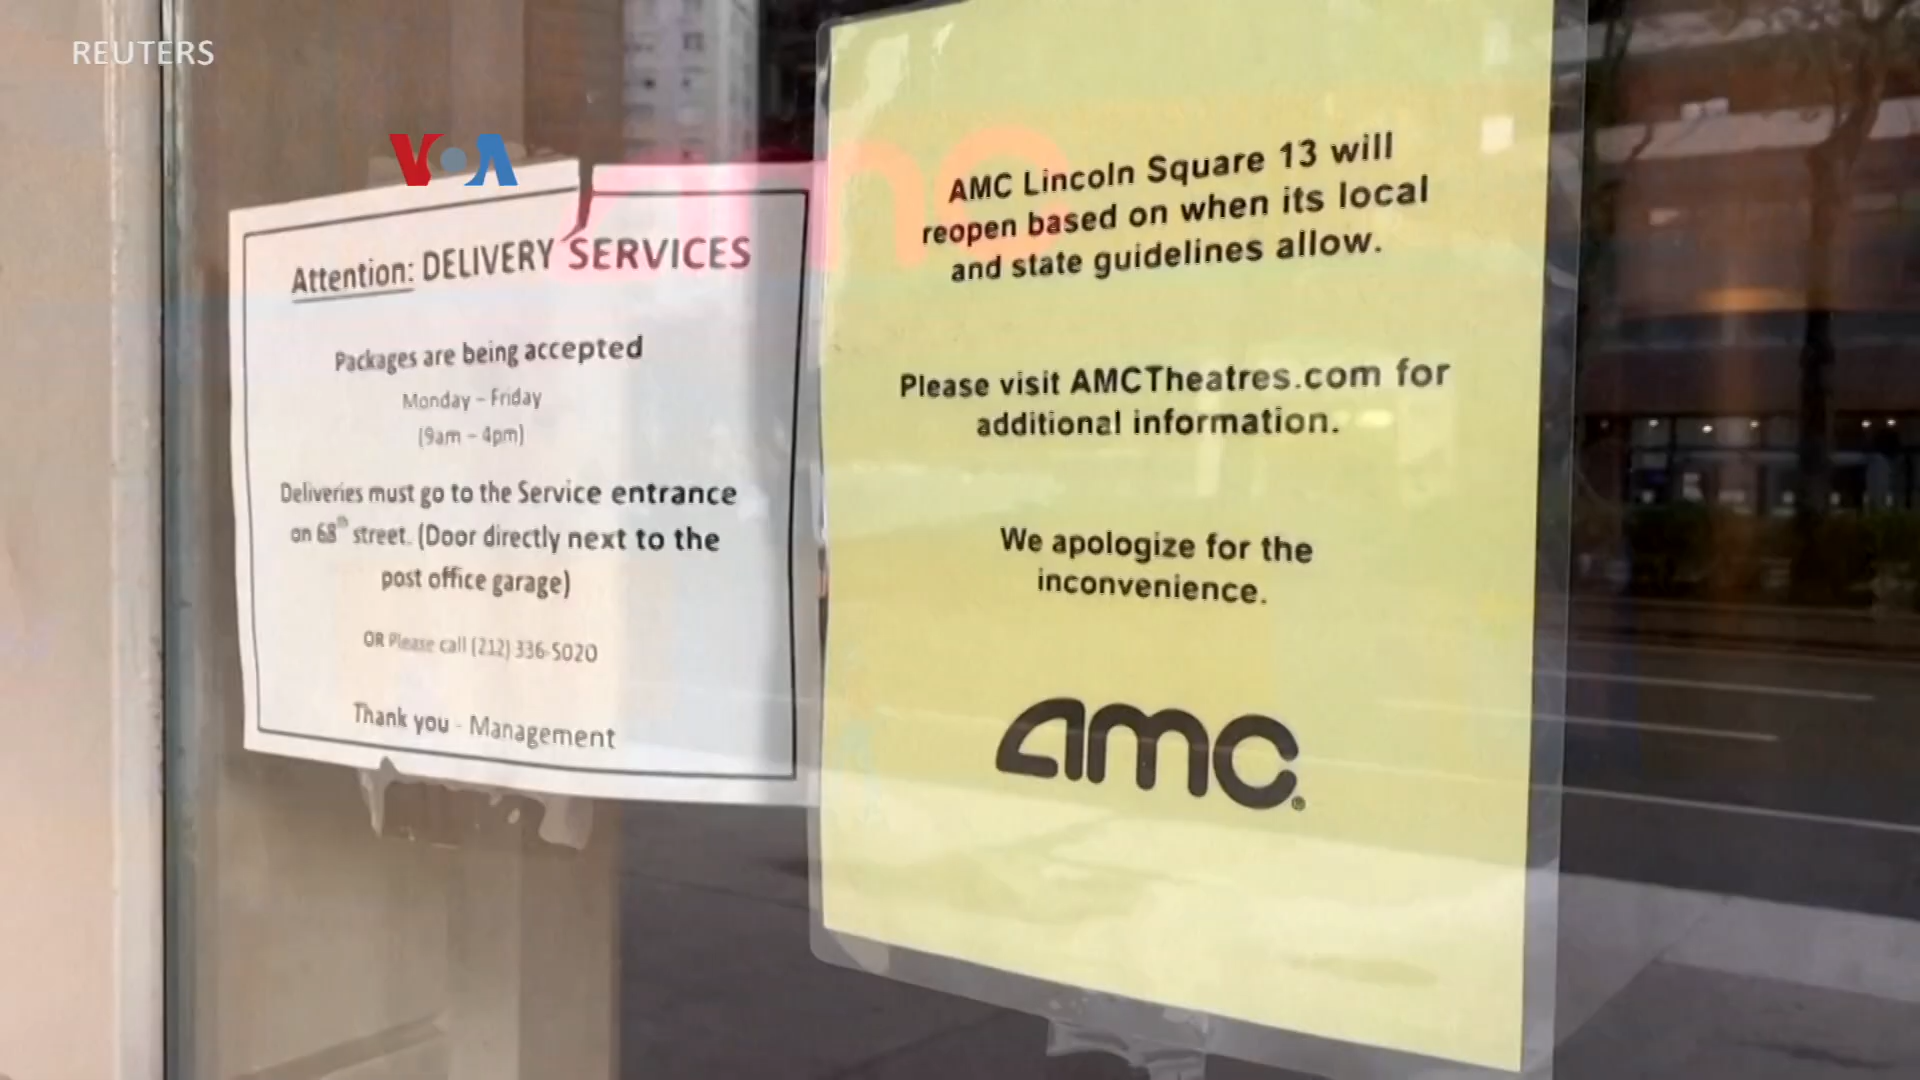 REUTERS
VOA
Attention: DELIVERY SERVICES
Packages are being accepted
Monday - Friday
(9am - 4pm)
Deliveries must go to the Service entrance
on 68th street. (Door directly next to the
post office garage)
OR Please call (212) 336-5020
Thank you - Management
amc
AMC Lincoln Square 13 will
reopen based on when its local
and state guidelines allow.
Please visit AMCTheatres.com for
additional information.
We apologize for the
inconvenience.
amc®